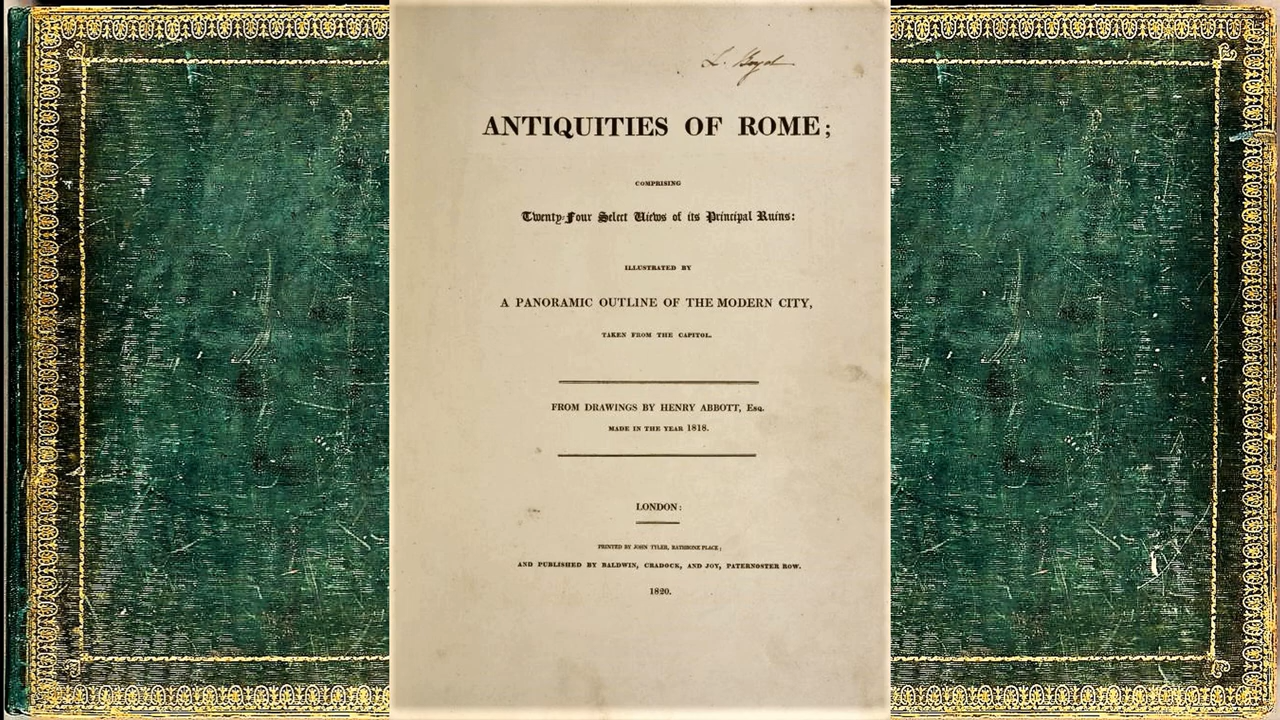 L. Boyd
ANTIQUITIES OF ROME;
COMPRISING
Twenty-Four Select Views of its Principal Ruins:
ILLUSTRATED BY
A PANORAMIC OUTLINE OF THE MODERN CITY,
TAKEN FROM THE CAPITOL.
FROM DRAWINGS BY HENRY ABBOTT, Esq.
MADE IN THE YEAR 1818.
LONDON:
PRINTED BY JOHN TYLER, RATHBONE PLACE;
AND PUBLISHED BY BALDWIN, CRADOCK, AND JOY, PATERNOSTER ROW.
1820.